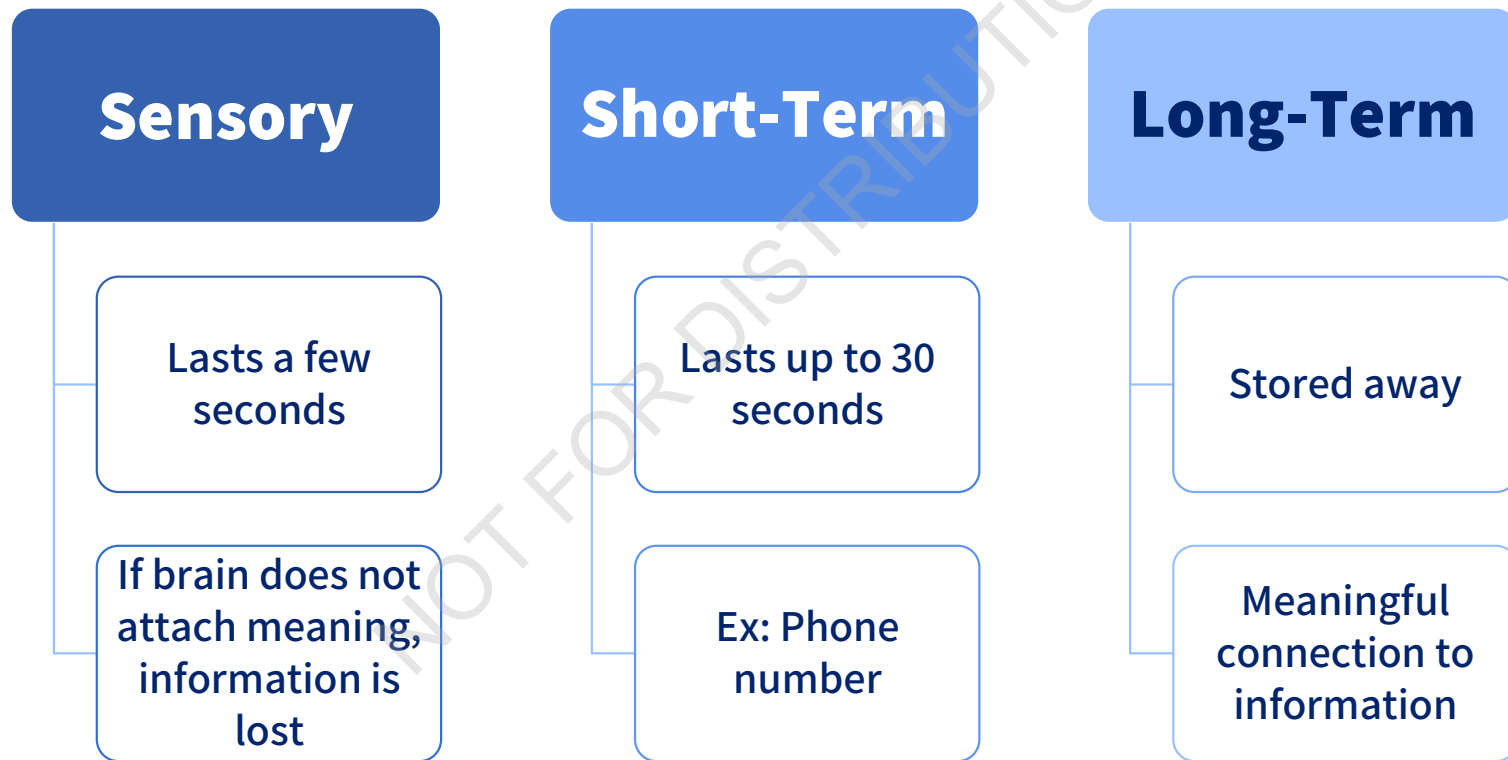 Sensory
Lasts a few
seconds
If brain does not
attach meaning,
information is
lost
Short-Term
Lasts up to 30
seconds
Ex: Phone
number
Long-Term
Stored away
Meaningful
connection to
information
NOT FOR DISTRIBUTIO